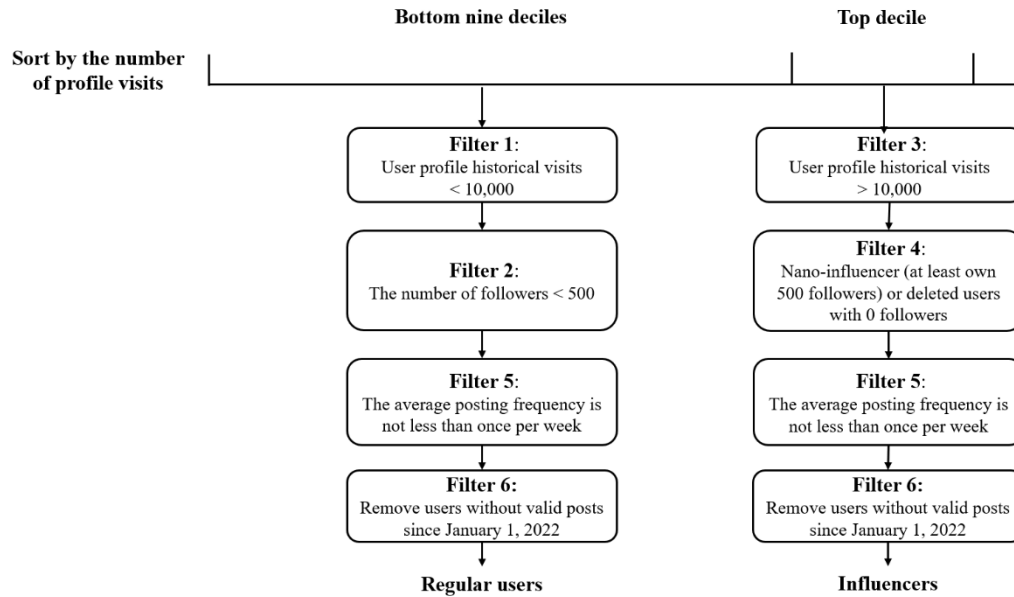 Bottom nine deciles
Top decile
Sort by the number
of profile visits
Filter 1:
User profile historical visits
< 10,000
Filter 3:
User profile historical visits
> 10,000
Filter 2:
The number of followers < 500
Filter 4:
Nano-influencer (at least own
500 followers) or deleted users
with 0 followers
Filter 5:
The average posting frequency is
not less than once per week
Filter 5:
The average posting frequency is
not less than once per week
Filter 6:
Remove users without valid posts
since January 1, 2022
Filter 6:
Remove users without valid posts
since January 1, 2022
Regular users
Influencers